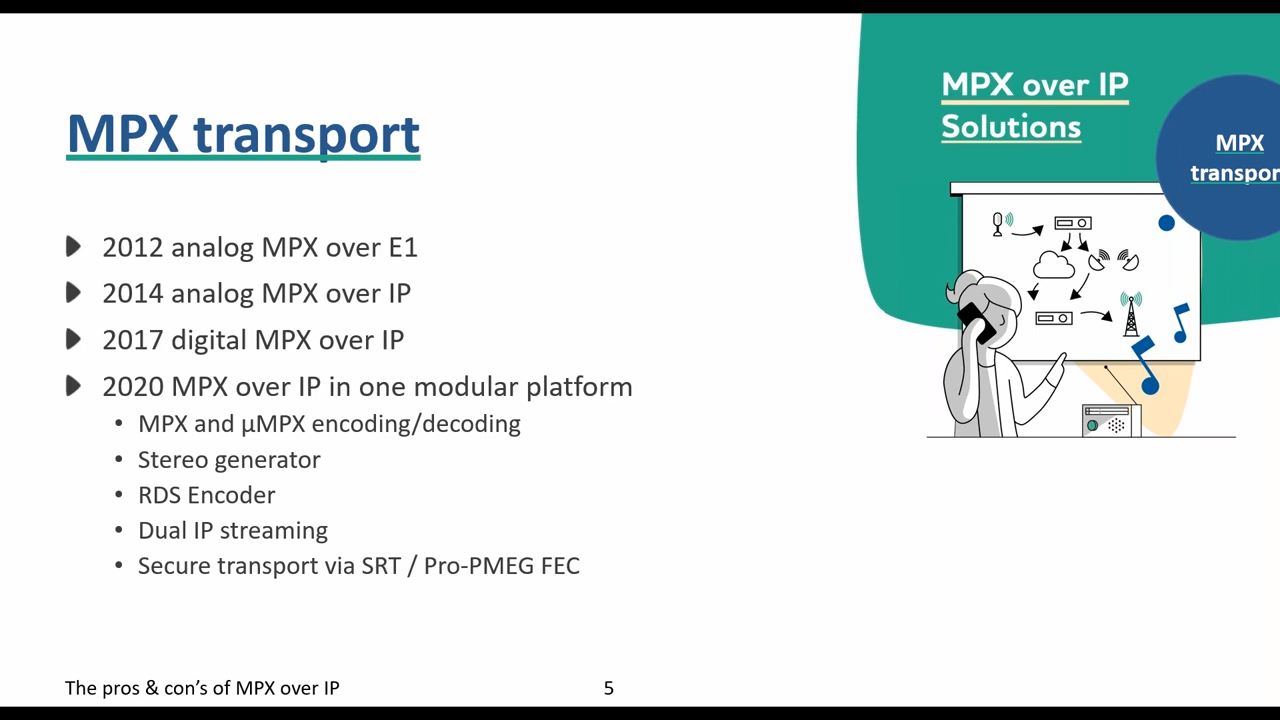 MPX transport
2012 analog MPX over E1
2014 analog MPX over IP
2017 digital MPX over IP
2020 MPX over IP in one modular platform
MPX and µMPX encoding/decoding
Stereo generator
RDS Encoder
Dual IP streaming
Secure transport via SRT / Pro-PMEG FEC
MPX over IP
Solutions
MPX
transpor
The pros & con’s of MPX over IP
5